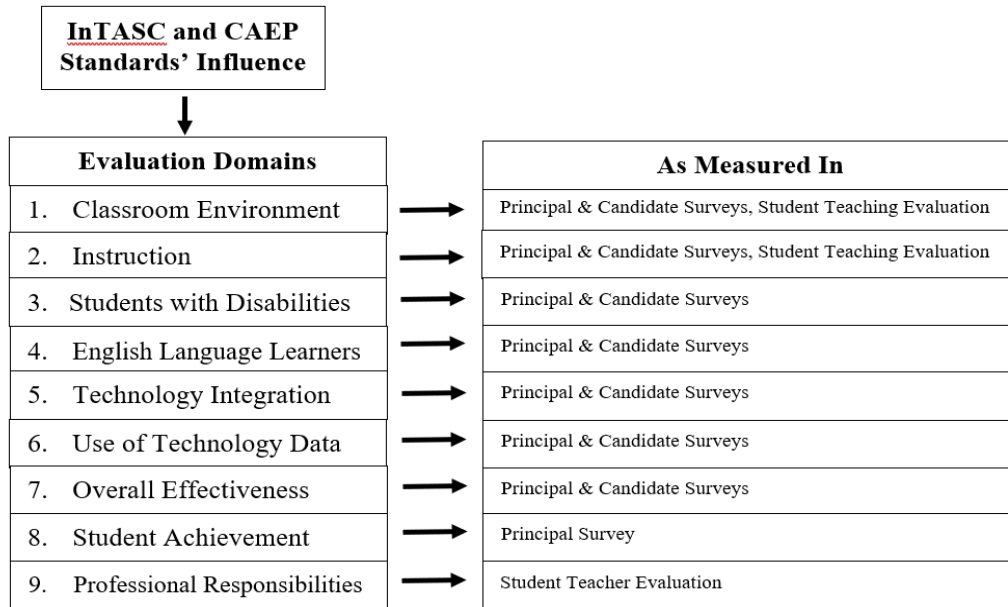 InTASC and CAEP
Standards' Influence
Evaluation Domains
As Measured In
1. Classroom Environment
Principal & Candidate Surveys, Student Teaching Evaluation
2. Instruction
Principal & Candidate Surveys, Student Teaching Evaluation
3. Students with Disabilities
Principal & Candidate Surveys
4. English Language Learners
Principal & Candidate Surveys
5. Technology Integration
Principal & Candidate Surveys
6. Use of Technology Data
Principal & Candidate Surveys
7. Overall Effectiveness
Principal & Candidate Surveys
8. Student Achievement
Principal Survey
9. Professional Responsibilities
Student Teacher Evaluation